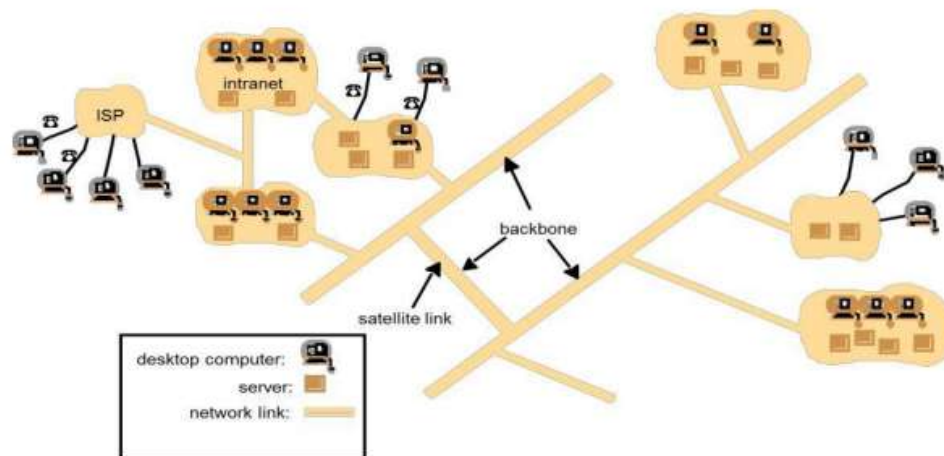 intranet
ISP
backbone
satellite link
desktop computer:
server:
network link: